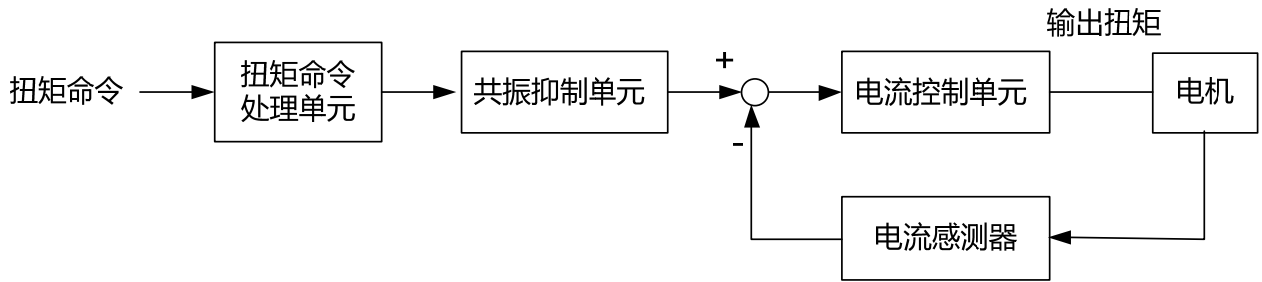 输出扭矩
扭矩命令
扭矩命令
处理单元
共振抑制单元
+
电流控制单元
电机
-
电流感测器